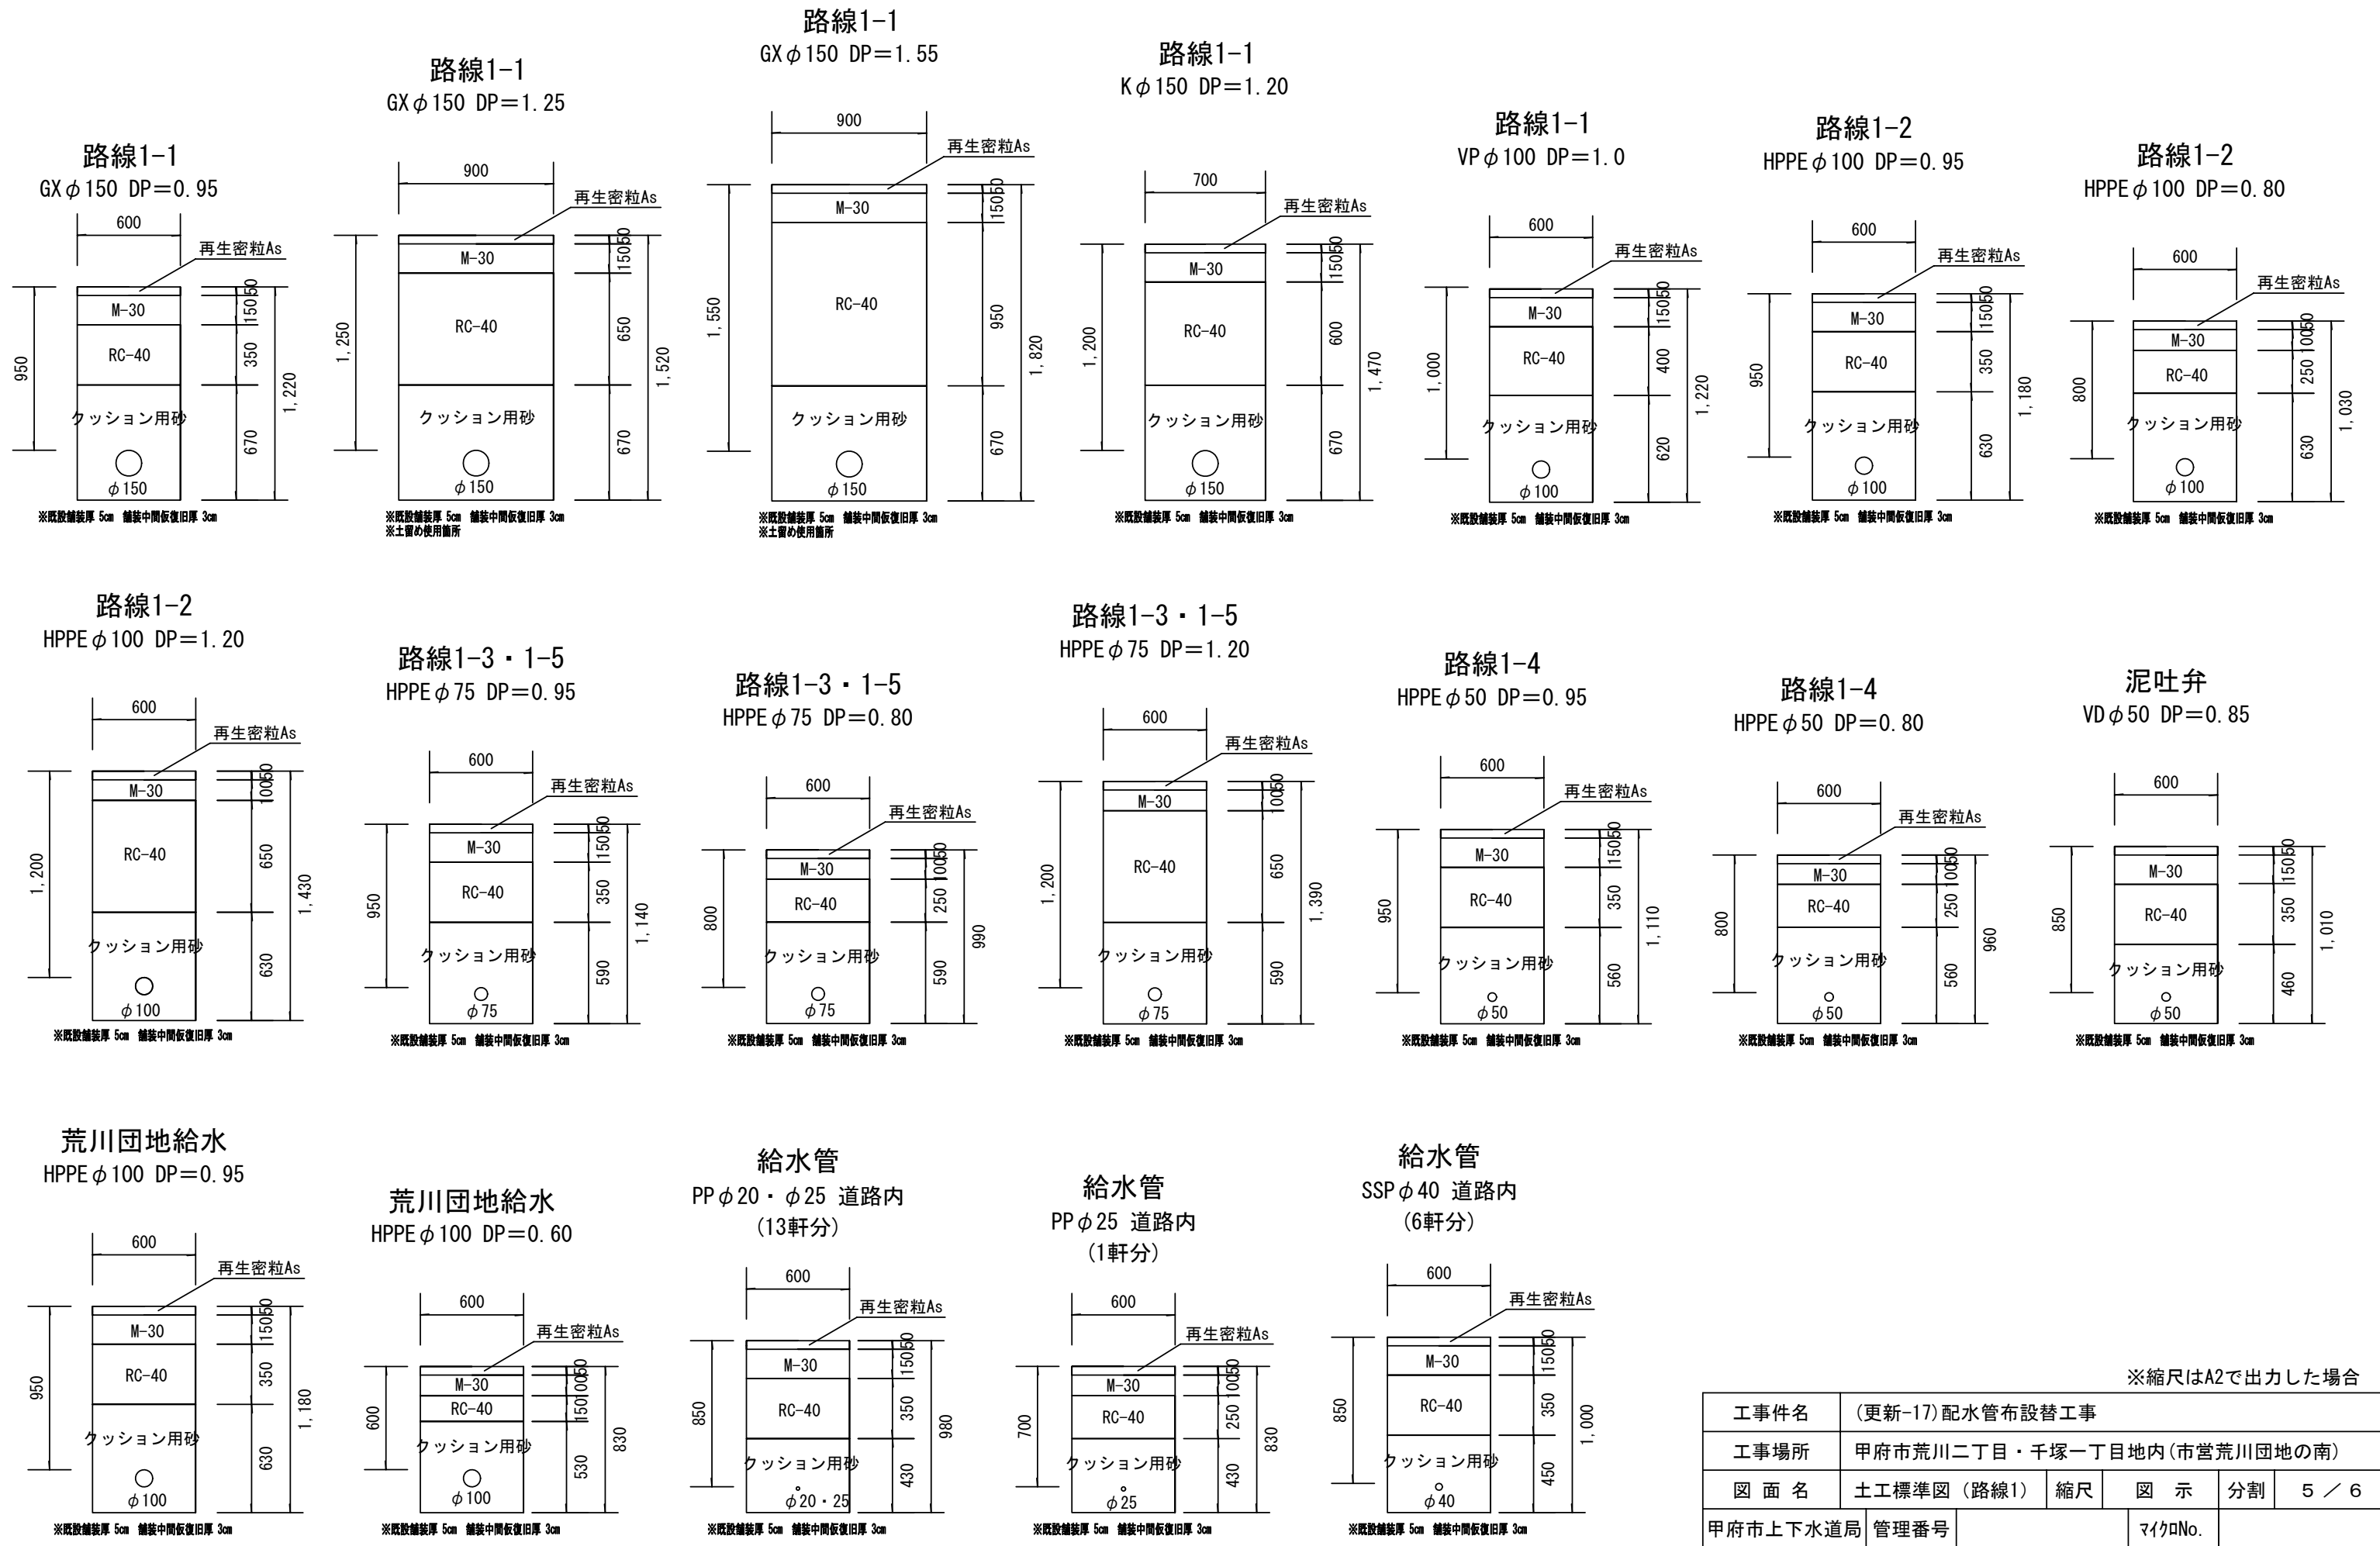 路線1-1
GXφ150 DP=0.95
600
再生密粒As
M-30
RC-40
クッション用砂
φ150
950
50
150
350
670
1,220
※既設舗装厚 5cm 舗装中間仮復旧厚 3cm
路線1-1
GXφ150 DP=1.25
900
再生密粒As
M-30
RC-40
クッション用砂
φ150
1,250
50
150
650
670
1,520
※既設舗装厚 5cm 舗装中間仮復旧厚 3cm
※土留め使用箇所
路線1-1
GXφ150 DP=1.55
900
再生密粒As
M-30
RC-40
クッション用砂
φ150
1,550
50
150
950
670
1,820
※既設舗装厚 5cm 舗装中間仮復旧厚 3cm
※土留め使用箇所
路線1-1
Kφ150 DP=1.20
700
再生密粒As
M-30
RC-40
クッション用砂
φ150
1,200
50
150
600
670
1,470
※既設舗装厚 5cm 舗装中間仮復旧厚 3cm
路線1-1
VPφ100 DP=1.0
600
再生密粒As
M-30
RC-40
クッション用砂
φ100
1,000
50
150
400
620
1,220
※既設舗装厚 5cm 舗装中間仮復旧厚 3cm
路線1-2
HPPEφ100 DP=0.95
600
再生密粒As
M-30
RC-40
クッション用砂
φ100
950
50
150
350
630
1,180
※既設舗装厚 5cm 舗装中間仮復旧厚 3cm
路線1-2
HPPEφ100 DP=0.80
600
再生密粒As
M-30
RC-40
クッション用砂
φ100
800
50
100
250
630
1,030
※既設舗装厚 5cm 舗装中間仮復旧厚 3cm
路線1-2
HPPEφ100 DP=1.20
600
再生密粒As
M-30
RC-40
クッション用砂
φ100
1,200
50
100
650
630
1,430
※既設舗装厚 5cm 舗装中間仮復旧厚 3cm
路線1-3・1-5
HPPEφ75 DP=0.95
600
再生密粒As
M-30
RC-40
クッション用砂
φ75
950
50
150
350
590
1,140
※既設舗装厚 5cm 舗装中間仮復旧厚 3cm
路線1-3・1-5
HPPEφ75 DP=0.80
600
再生密粒As
M-30
RC-40
クッション用砂
φ75
800
50
100
250
590
990
※既設舗装厚 5cm 舗装中間仮復旧厚 3cm
路線1-3・1-5
HPPEφ75 DP=1.20
600
再生密粒As
M-30
RC-40
クッション用砂
φ75
1,200
50
100
650
590
1,390
※既設舗装厚 5cm 舗装中間仮復旧厚 3cm
路線1-4
HPPEφ50 DP=0.95
600
再生密粒As
M-30
RC-40
クッション用砂
φ50
950
50
150
350
560
1,110
※既設舗装厚 5cm 舗装中間仮復旧厚 3cm
路線1-4
HPPEφ50 DP=0.80
600
再生密粒As
M-30
RC-40
クッション用砂
φ50
800
50
100
250
560
960
※既設舗装厚 5cm 舗装中間仮復旧厚 3cm
泥吐弁
VDφ50 DP=0.85
600
M-30
RC-40
クッション用砂
φ50
850
50
150
350
460
1,010
※既設舗装厚 5cm 舗装中間仮復旧厚 3cm
荒川団地給水
HPPEφ100 DP=0.95
600
再生密粒As
M-30
RC-40
クッション用砂
φ100
950
50
150
350
630
1,180
※既設舗装厚 5cm 舗装中間仮復旧厚 3cm
荒川団地給水
HPPEφ100 DP=0.60
600
再生密粒As
M-30
RC-40
クッション用砂
φ100
600
50
100
150
530
830
※既設舗装厚 5cm 舗装中間仮復旧厚 3cm
給水管
PPφ20・φ25 道路内
(13軒分)
600
再生密粒As
M-30
RC-40
クッション用砂
φ20・25
850
50
150
350
430
980
※既設舗装厚 5cm 舗装中間仮復旧厚 3cm
給水管
PPφ25 道路内
(1軒分)
600
再生密粒As
M-30
RC-40
クッション用砂
φ25
700
50
100
250
430
830
※既設舗装厚 5cm 舗装中間仮復旧厚 3cm
給水管
SSPφ40 道路内
(6軒分)
600
再生密粒As
M-30
RC-40
クッション用砂
φ40
850
50
150
350
450
1,000
※既設舗装厚 5cm 舗装中間仮復旧厚 3cm
※縮尺はA2で出力した場合
工事件名 (更新-17)配水管布設替工事
工事場所 甲府市荒川二丁目・千塚一丁目地内(市営荒川団地の南)
図面名 土工標準図(路線1) 縮尺 図示 分割 5/6
甲府市上下水道局 管理番号 マイクロNo.